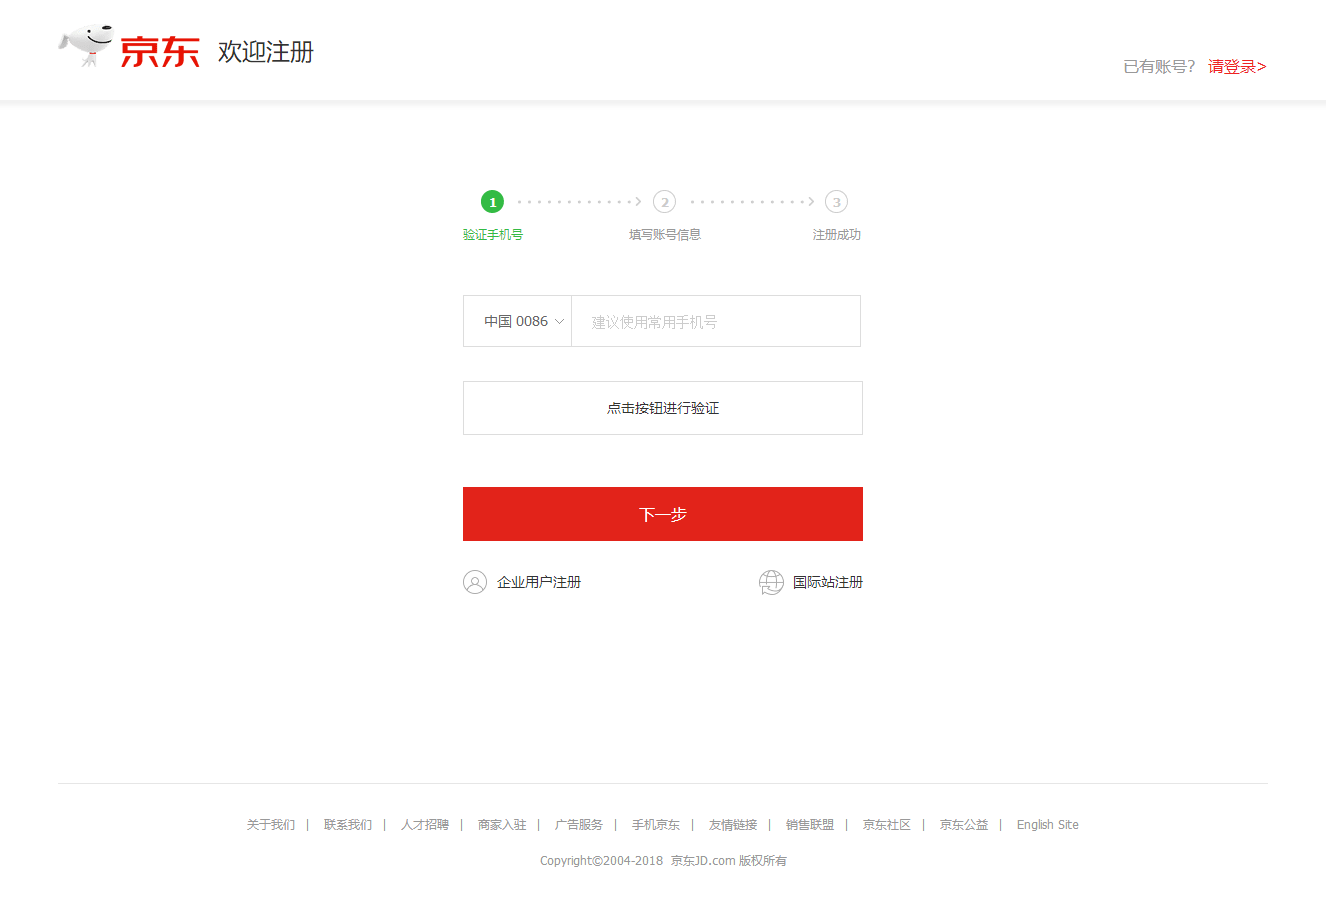 京东 欢迎注册
已有账号? 请登录>
1 2 3
验证手机号 填写账号信息 注册成功
中国 0086 建议使用常用手机号
点击按钮进行验证
下一步
企业用户注册 国际站注册
关于我们 | 联系我们 | 人才招聘 | 商家入驻 | 广告服务 | 手机京东 | 友情链接 | 销售联盟 | 京东社区 | 京东公益 | English Site
Copyright©2004-2018 京东JD.com 版权所有